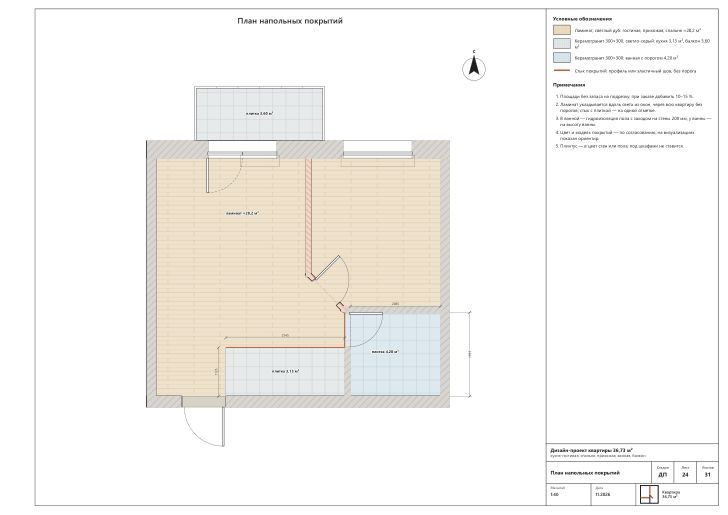 План напольных покрытий
С
плитка 3,60 м²
ламинат ≈28,2 м²
плитка 3,13 м²
плитка 4,20 м²
Условные обозначения
Ламинат, светлый дуб: гостиная, прихожая, спальня ≈28,2 м²
Керамогранит 300×300, светло-серый: кухня 3,13 м², балкон 3,60
м²
Керамогранит 300×300: ванная с порогом 4,20 м²
Стык покрытий: профиль или эластичный шов, без порога
Примечания
1. Площади без запаса на подрезку; при заказе добавить 10–15 %.
2. Ламинат укладывается вдоль света из окон, через всю квартиру без
порогов; стык с плиткой — на одной отметке.
3. В ванной — гидроизоляция пола с заходом на стены 200 мм, у ванны —
на высоту ванны.
4. Цвет и модель покрытий — по согласованию, на визуализациях
показан ориентир.
5. Плинтус — в цвет стен или пола; под шкафами не ставится.
Дизайн-проект квартиры 36,73 м²
План напольных покрытий
Стадия
ДП
Лист
24
Листов
31
Масштаб
1:40
Дата
11.2026
Квартира
36,73 м²